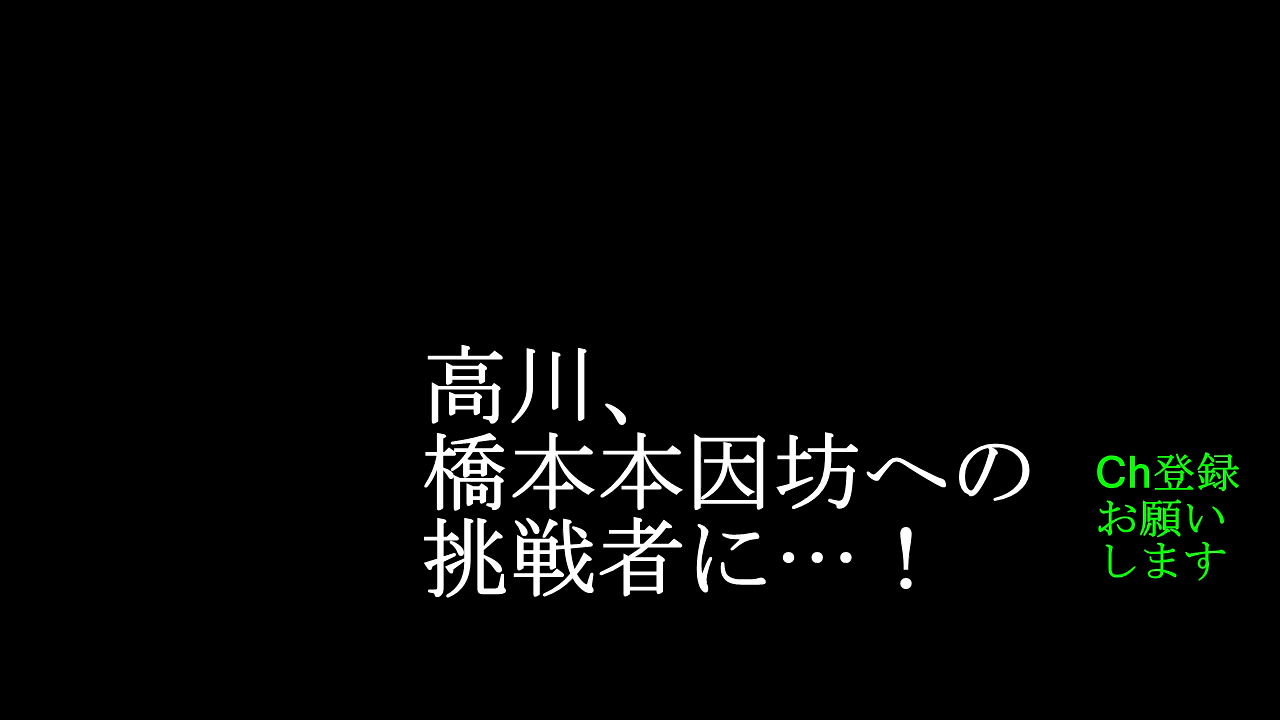 高川、
橋本本因坊への
挑戦者に…！
Ch登録
お願い
します